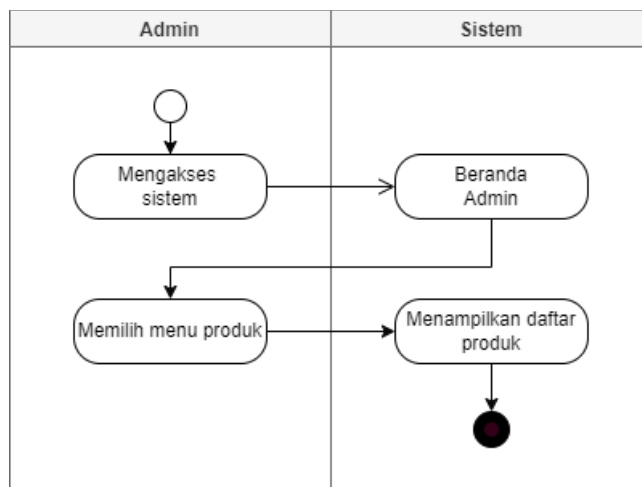 Admin
Sistem
Mengakses
sistem
Beranda
Admin
Memilih menu produk
Menampilkan daftar
produk